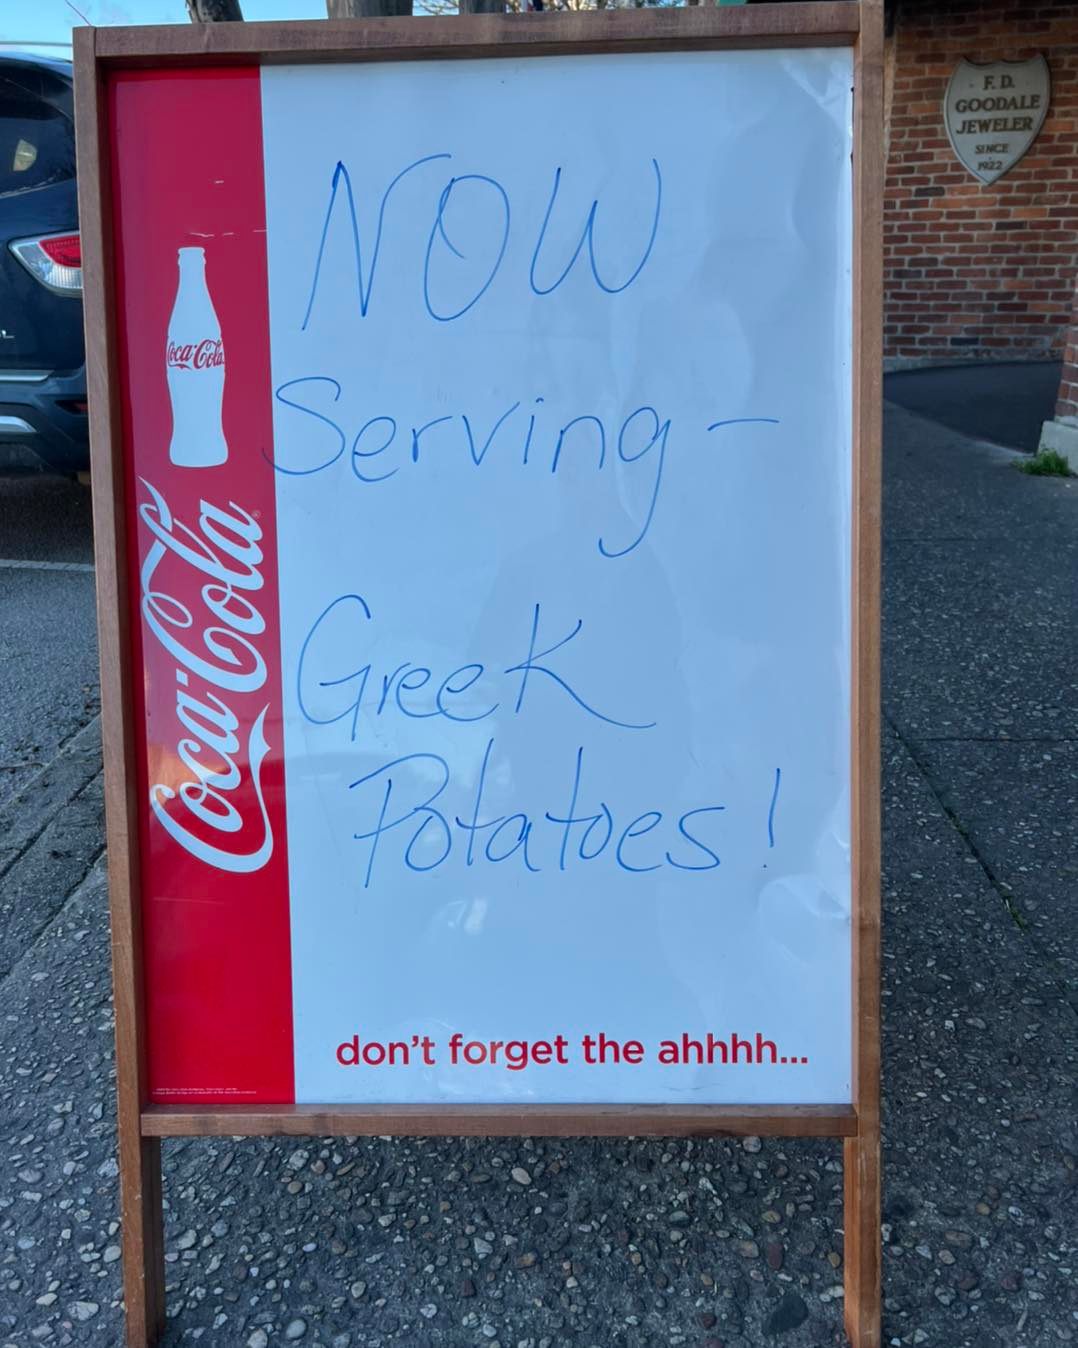 NOW
Serving -
Greek
Potatoes!
don't forget the ahhhh...
Coca-Cola
Coca-Cola®
F.D.
GOODALE
JEWELER
SINCE
1922